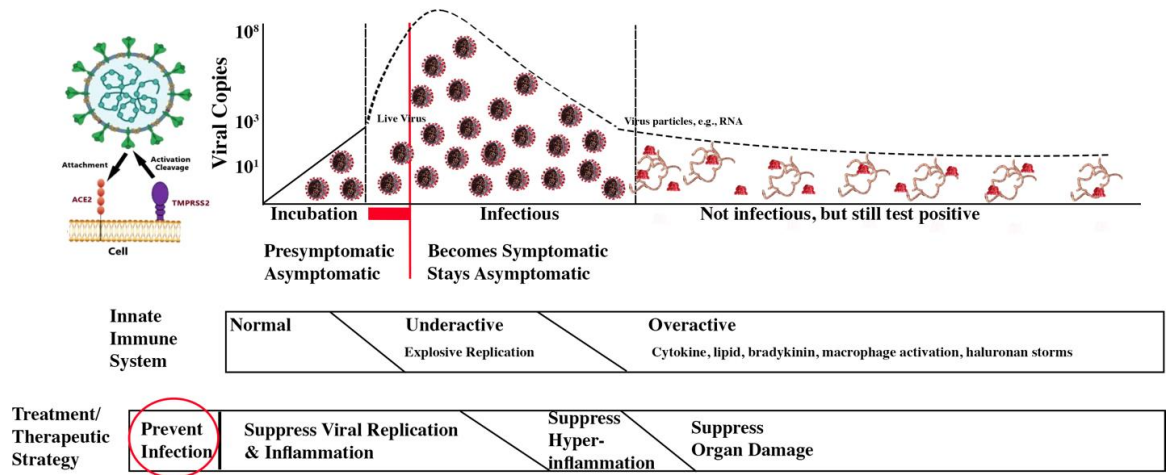 Attachment
Activation
Cleavage
ACE2
TMPRSS2
Cell
Viral Copies
10⁸
10³
10¹
Live Virus
Virus particles, e.g., RNA
Incubation
Infectious
Not infectious, but still test positive
Presymptomatic
Asymptomatic
Becomes Symptomatic
Stays Asymptomatic
Innate
Immune
System
Normal
Underactive
Explosive Replication
Overactive
Cytokine, lipid, bradykinin, macrophage activation, haluronan storms
Treatment/
Therapeutic
Strategy
Prevent
Infection
Suppress Viral Replication
& Inflammation
Suppress
Hyper-
inflammation
Suppress
Organ Damage